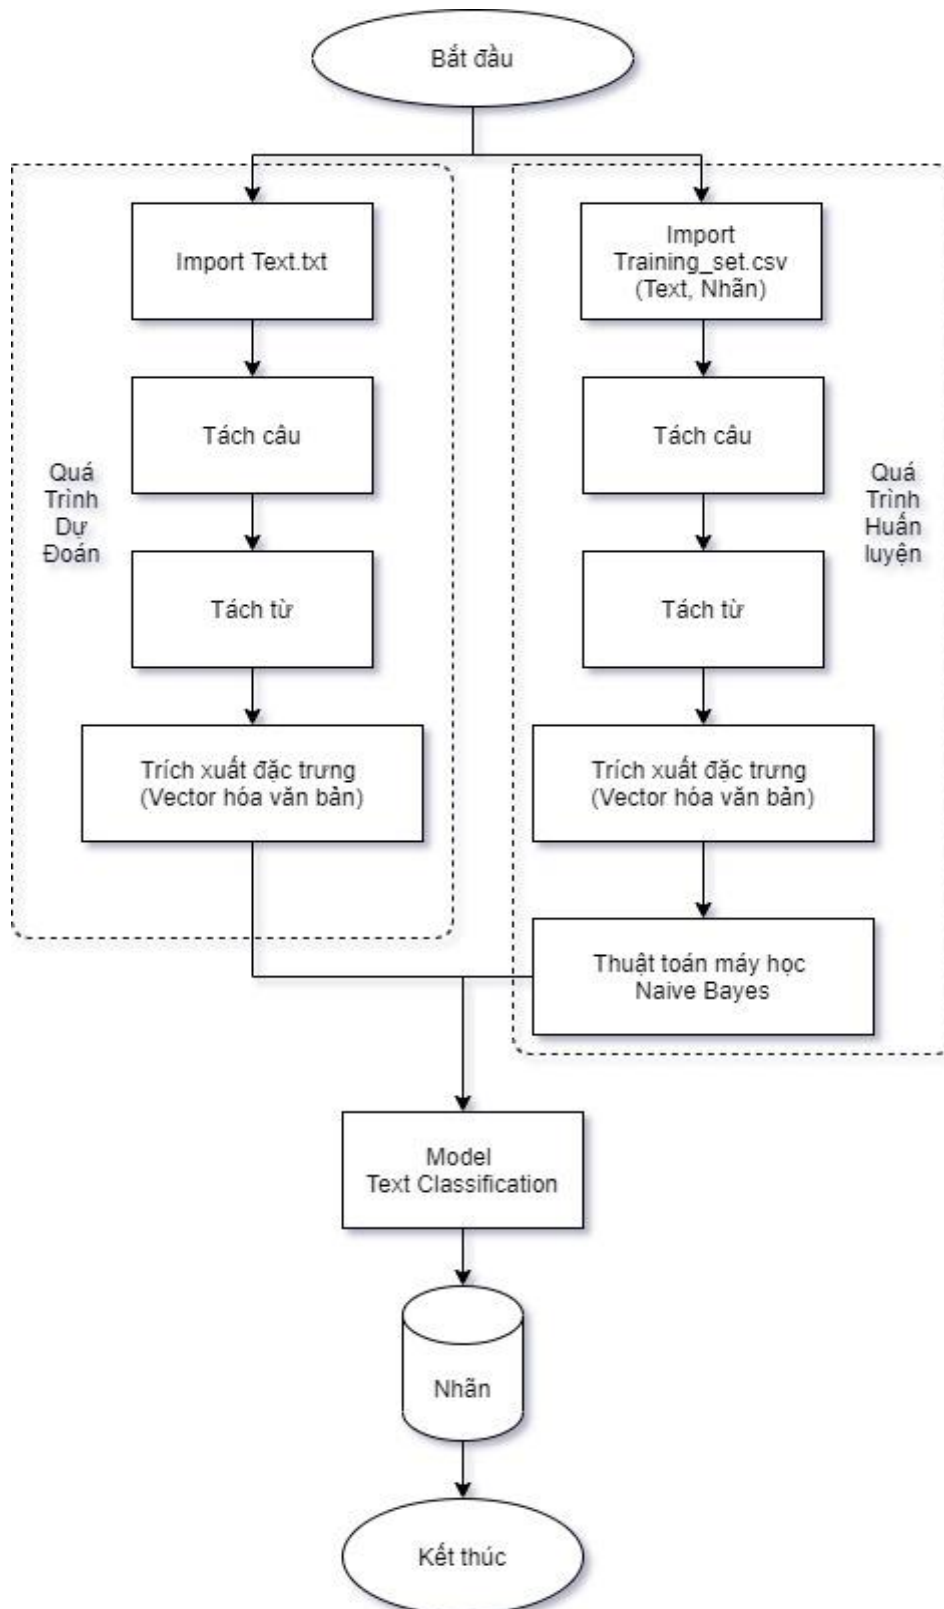 Bắt đầu
Import Text.txt
Import
Training_set.csv
(Text, Nhãn)
Tách câu
Tách câu
Quá
Trình
Dự
Đoán
Quá
Trình
Huấn
luyện
Tách từ
Tách từ
Trích xuất đặc trưng
(Vector hóa văn bản)
Trích xuất đặc trưng
(Vector hóa văn bản)
Thuật toán máy học
Naive Bayes
Model
Text Classification
Nhãn
Kết thúc